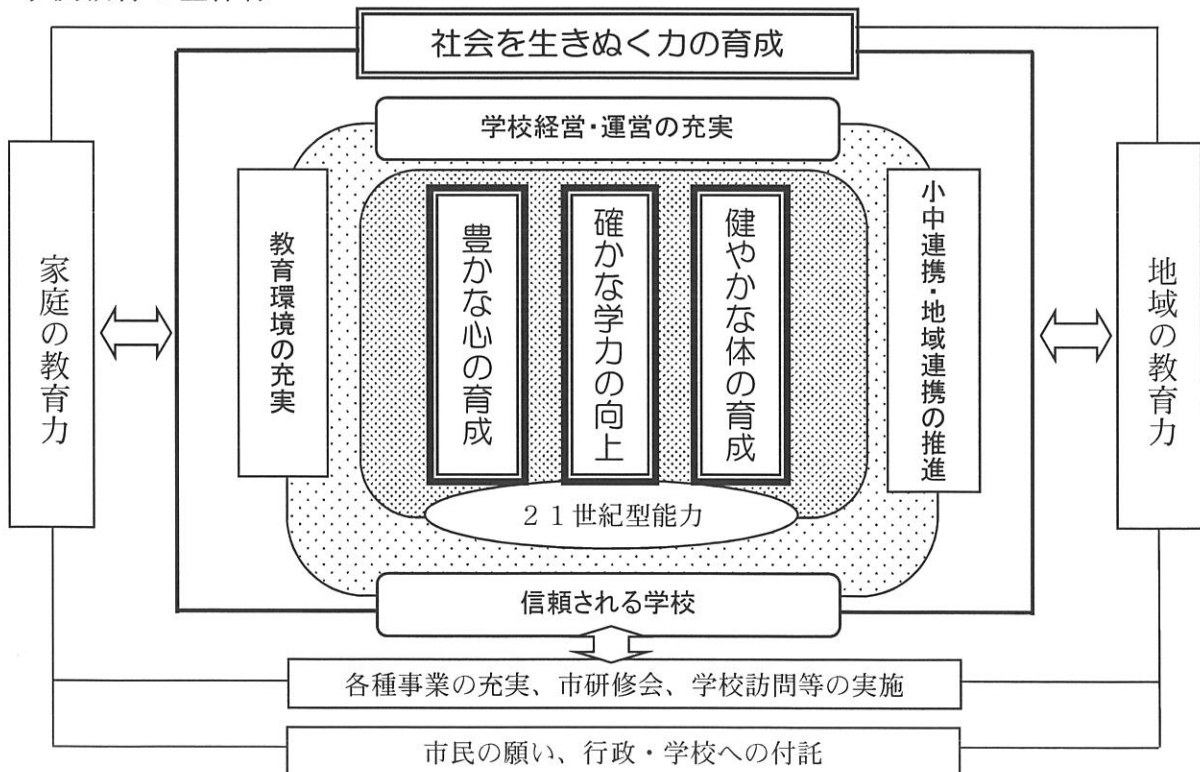 社会を生きぬく力の育成
学校経営・運営の充実
家庭の教育力
教育環境の充実
豊かな心の育成
確かな学力の向上
健やかな体の育成
小中連携・地域連携の推進
地域の教育力
21世紀型能力
信頼される学校
各種事業の充実、市研修会、学校訪問等の実施
市民の願い、行政・学校への付託